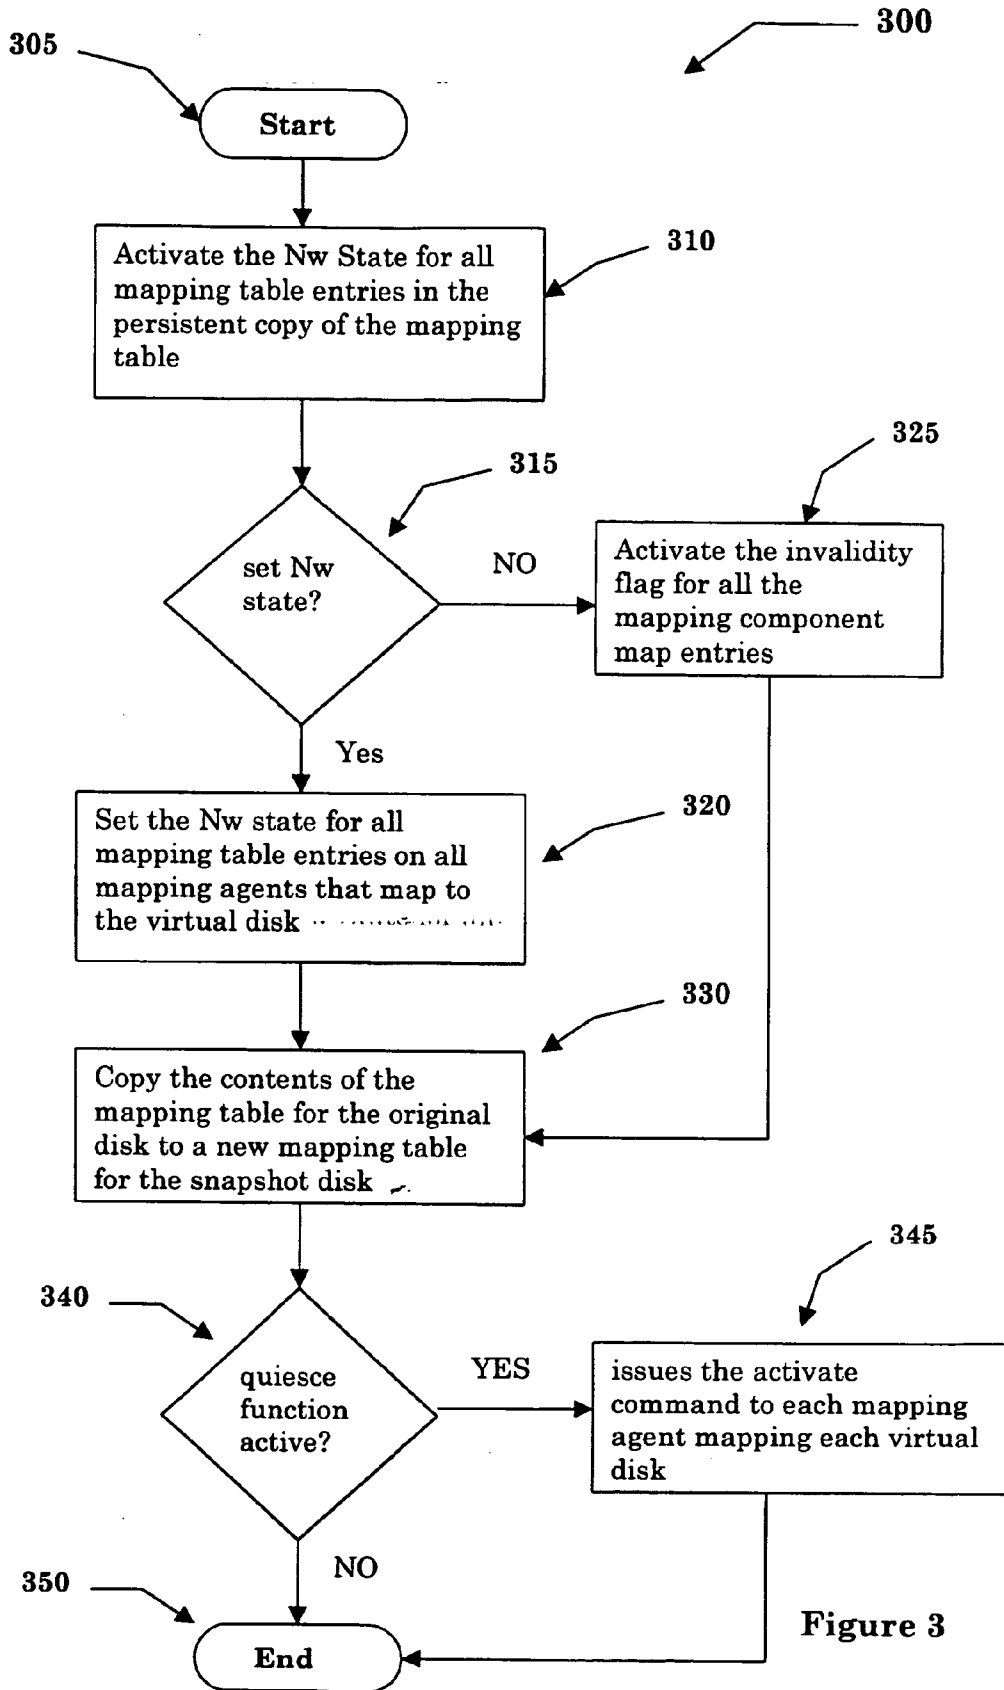 300
305
Start
310
Activate the Nw State for all
mapping table entries in the
persistent copy of the mapping
table
315
set Nw
state?
NO
325
Activate the invalidity
flag for all the
mapping component
map entries
Yes
320
Set the Nw state for all
mapping table entries on all
mapping agents that map to
the virtual disk
330
Copy the contents of the
mapping table for the original
disk to a new mapping table
for the snapshot disk
340
quiesce
function
active?
YES
345
issues the activate
command to each mapping
agent mapping each virtual
disk
NO
350
End
Figure 3